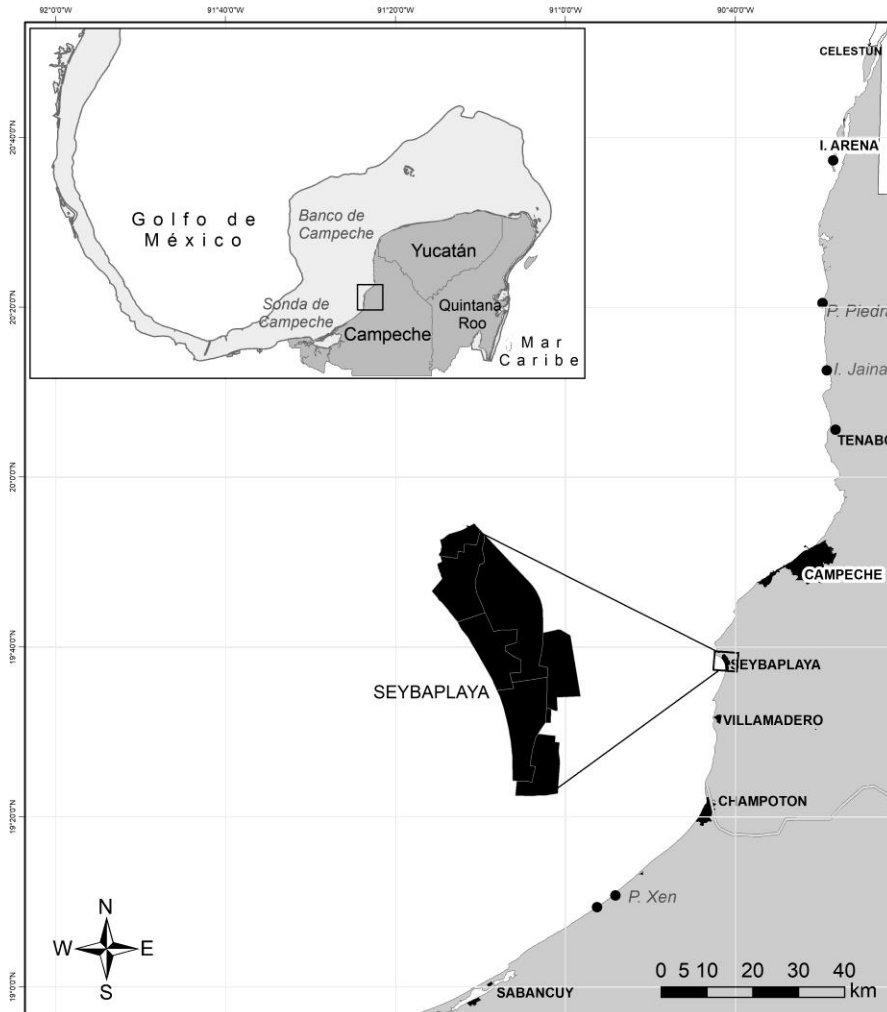 92°0'0"W
91°40'0"W
91°20'0"W
91°0'0"W
90°40'0"W
CELESTÚN
20°40'0"N
I. ARENA
Golfo de
México
Banco de
Campeche
Yucatán
Sonda de
Campeche
Campeche
Quintana
Roo
Mar
Caribe
20°20'0"N
P. Piedra
I. Jaina
TENABO
20°0'0"N
CAMPECHE
19°40'0"N
SEYBAPLAYA
SEYBAPLAYA
VILLAMADERO
CHAMPOTON
19°20'0"N
P. Xen
N
W E
S
19°0'0"N
SABANCUY
0 5 10 20 30 40
km